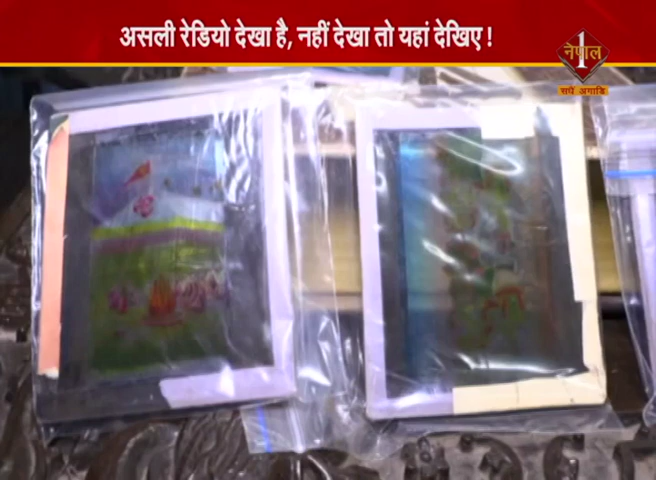 असली रेडियो देखा है, नहीं देखा तो यहां देखिए !
नेपाल
1
सधैँ अगाडि